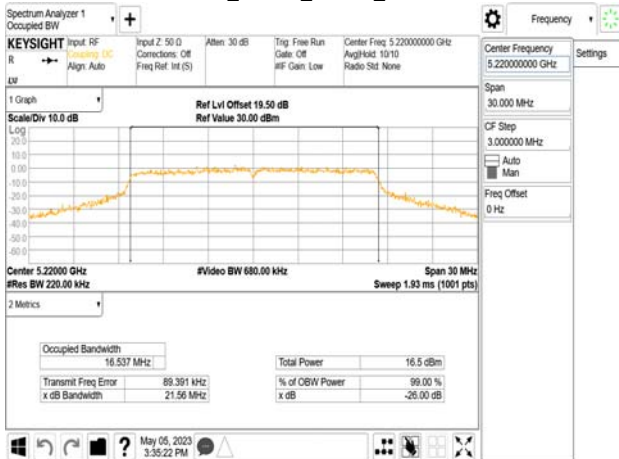 Spectrum Analyzer 1
Occupied BW
+
Frequency
KEYSIGHT Input: RF Input Z: 50 Ω Atten: 30 dB Trig: Free Run Center Freq: 5.220000000 GHz
R Coupling: DC Corrections: Off Gate: Off Avg|Hold: 10/10
Align: Auto Freq Ref: Int (S) #IF Gain: Low Radio Std: None
Center Frequency
5.220000000 GHz
Settings
Span
30.000 MHz
CF Step
3.000000 MHz
Auto
Man
Freq Offset
0 Hz
1 Graph
Ref Lvl Offset 19.50 dB
Scale/Div 10.0 dB Ref Value 30.00 dBm
Log
20.0
10.0
0.00
-10.0
-20.0
-30.0
-40.0
-50.0
-60.0
Center 5.22000 GHz #Video BW 680.00 kHz Span 30 MHz
#Res BW 220.00 kHz Sweep 1.93 ms (1001 pts)
2 Metrics
Occupied Bandwidth
16.537 MHz Total Power 16.5 dBm
Transmit Freq Error 89.391 kHz % of OBW Power 99.00 %
x dB Bandwidth 21.56 MHz x dB -26.00 dB
? May 05, 2023
3:35:22 PM